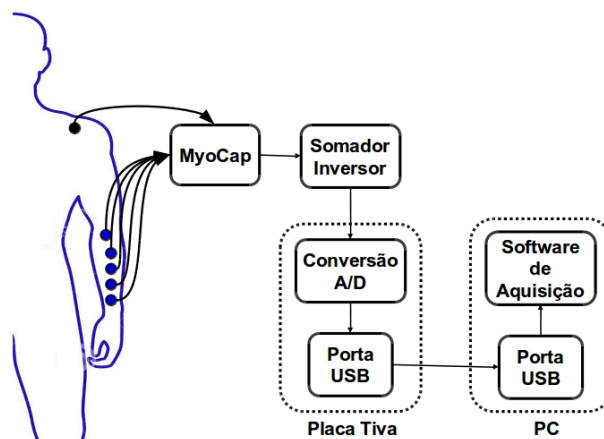 MyoCap
Somador
Inversor
Conversão
A/D
Porta
USB
Placa Tiva
Software
de
Aquisição
Porta
USB
PC